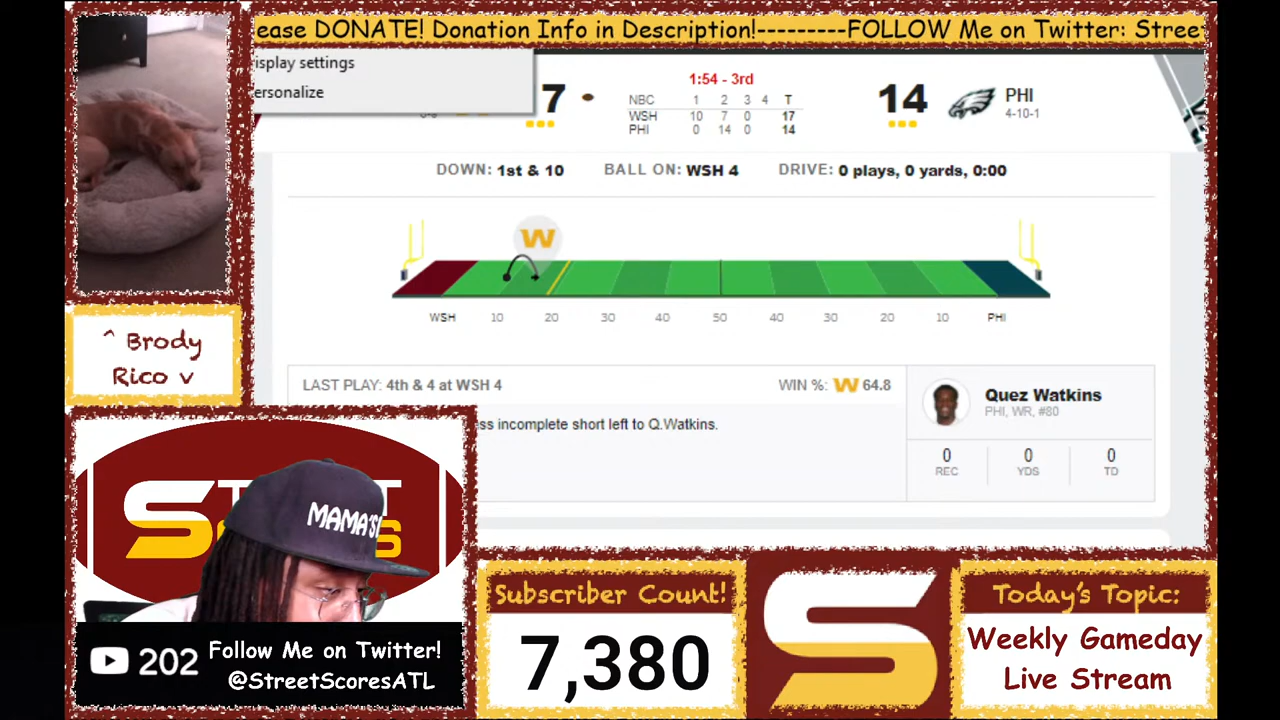 ease DONATE! Donation Info in Description!---------FOLLOW Me on Twitter: Stree
isplay settings
ersonalize
7
1:54 - 3rd
NBC 1 2 3 4 T
WSH 10 7 0 17
PHI 0 14 0 14
14
PHI
4-10-1
DOWN: 1st & 10 BALL ON: WSH 4 DRIVE: 0 plays, 0 yards, 0:00
W
WSH 10 20 30 40 50 40 30 20 10 PHI
^ Brody
Rico v
LAST PLAY: 4th & 4 at WSH 4 WIN %: W 64.8
ss incomplete short left to Q.Watkins.
Quez Watkins
PHI, WR, #80
0 0 0
REC YDS TD
MAMA'S
202
Follow Me on Twitter!
@StreetScoresATL
Subscriber Count!
7,380
S
Today's Topic:
Weekly Gameday
Live Stream